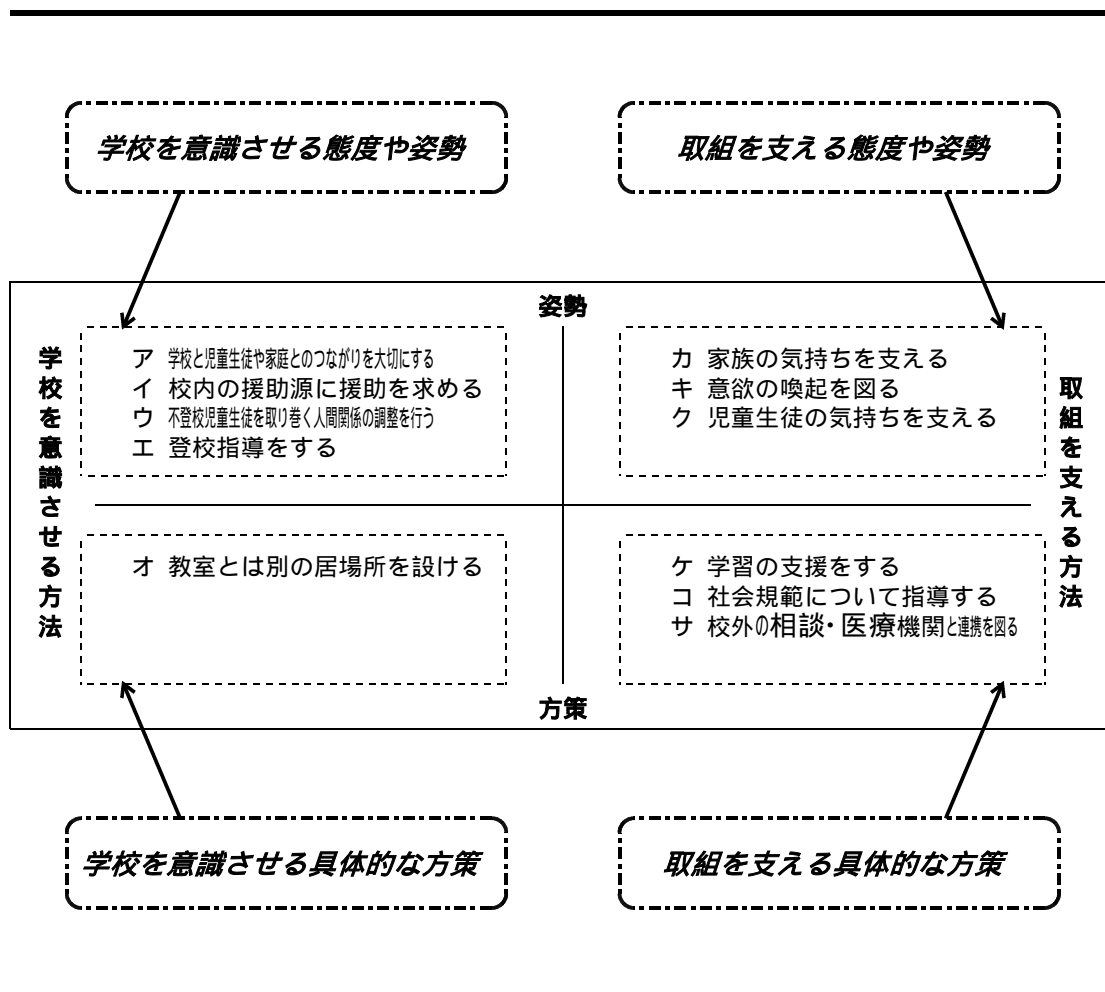 学校を意識させる態度や姿勢
取組を支える態度や姿勢
姿勢
学校を意識させる方法
ア 学校と児童生徒や家庭とのつながりを大切にする
イ 校内の援助源に援助を求める
ウ 不登校児童生徒を取り巻く人間関係の調整を行う
エ 登校指導をする
カ 家族の気持ちを支える
キ 意欲の喚起を図る
ク 児童生徒の気持ちを支える
取組を支える方法
オ 教室とは別の居場所を設ける
ケ 学習の支援をする
コ 社会規範について指導する
サ 校外の相談・医療機関と連携を図る
方策
学校を意識させる具体的な方策
取組を支える具体的な方策